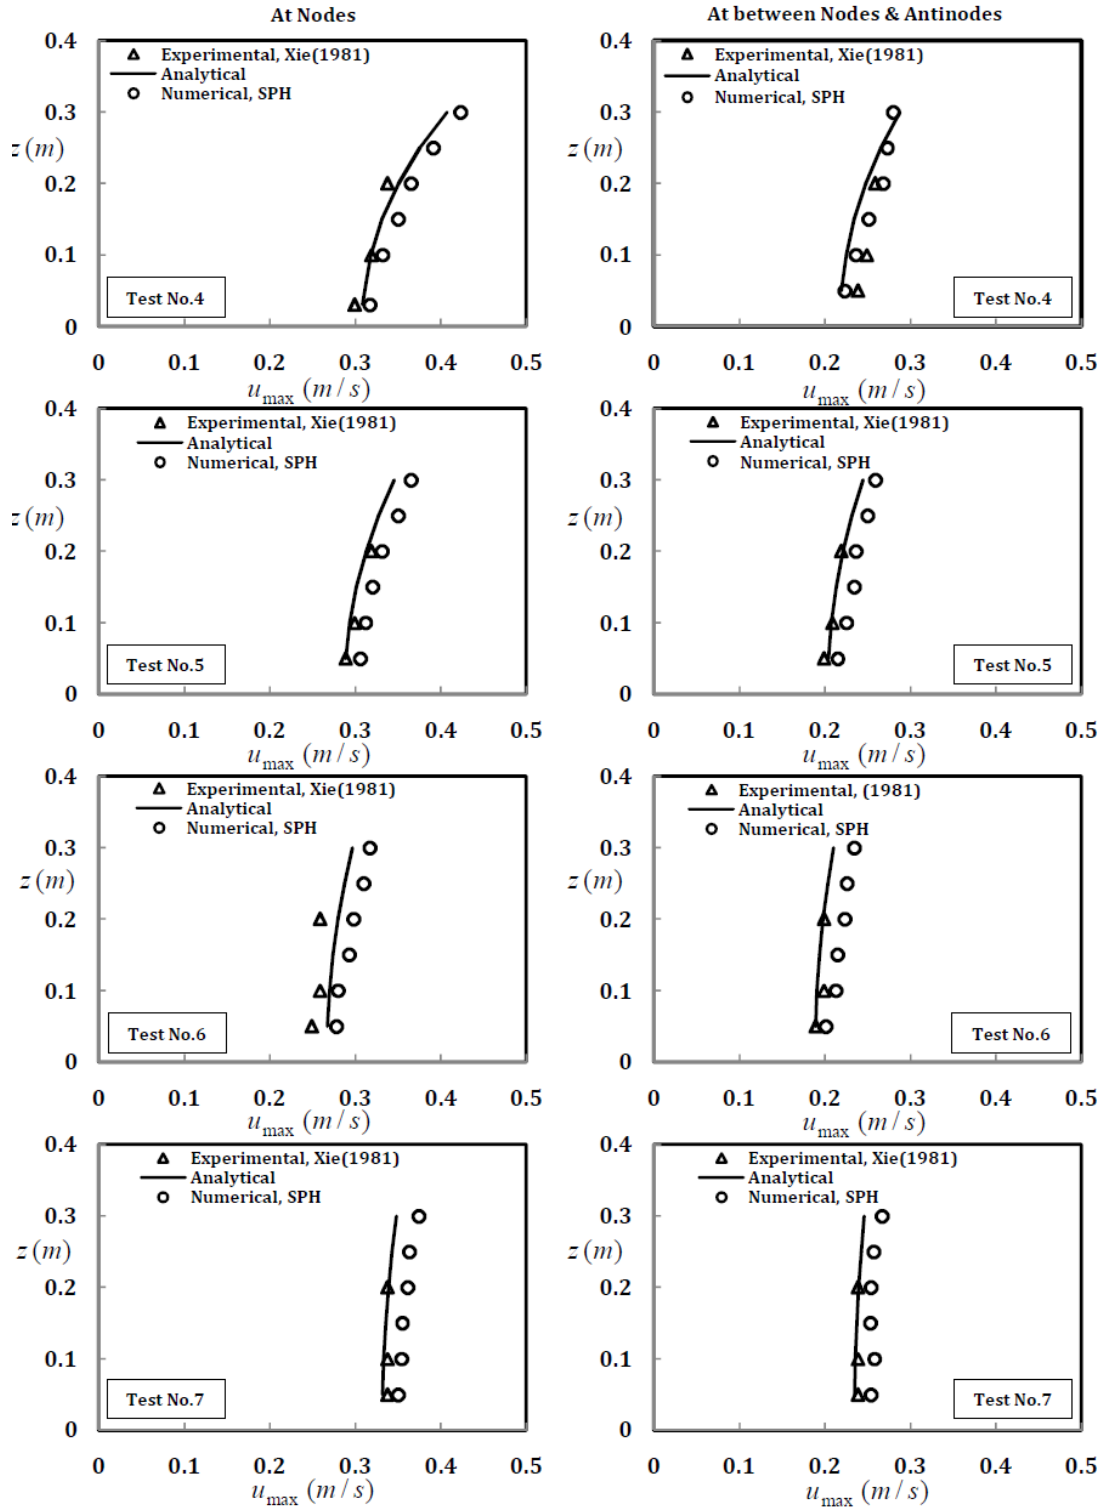 At Nodes
0.4
Experimental, Xie(1981)
Analytical
Numerical, SPH
0.3
z (m)
0.2
0.1
Test No.4
0
0 0.1 0.2 0.3 0.4 0.5
u max (m/s)
At between Nodes & Antinodes
0.4
Experimental, Xie(1981)
Analytical
Numerical, SPH
0.3
z (m)
0.2
0.1
Test No.4
0
0 0.1 0.2 0.3 0.4 0.5
u max (m/s)
0.4
Experimental, Xie(1981)
Analytical
Numerical, SPH
0.3
z (m)
0.2
0.1
Test No.5
0
0 0.1 0.2 0.3 0.4 0.5
u max (m/s)
0.4
Experimental, Xie(1981)
Analytical
Numerical, SPH
0.3
z (m)
0.2
0.1
Test No.5
0
0 0.1 0.2 0.3 0.4 0.5
u max (m/s)
0.4
Experimental, Xie(1981)
Analytical
Numerical, SPH
0.3
z (m)
0.2
0.1
Test No.6
0
0 0.1 0.2 0.3 0.4 0.5
u max (m/s)
0.4
Experimental, (1981)
Analytical
Numerical, SPH
0.3
z (m)
0.2
0.1
Test No.6
0
0 0.1 0.2 0.3 0.4 0.5
u max (m/s)
0.4
Experimental, Xie(1981)
Analytical
Numerical, SPH
0.3
z (m)
0.2
0.1
Test No.7
0
0 0.1 0.2 0.3 0.4 0.5
u max (m/s)
0.4
Experimental, Xie(1981)
Analytical
Numerical, SPH
0.3
z (m)
0.2
0.1
Test No.7
0
0 0.1 0.2 0.3 0.4 0.5
u max (m/s)